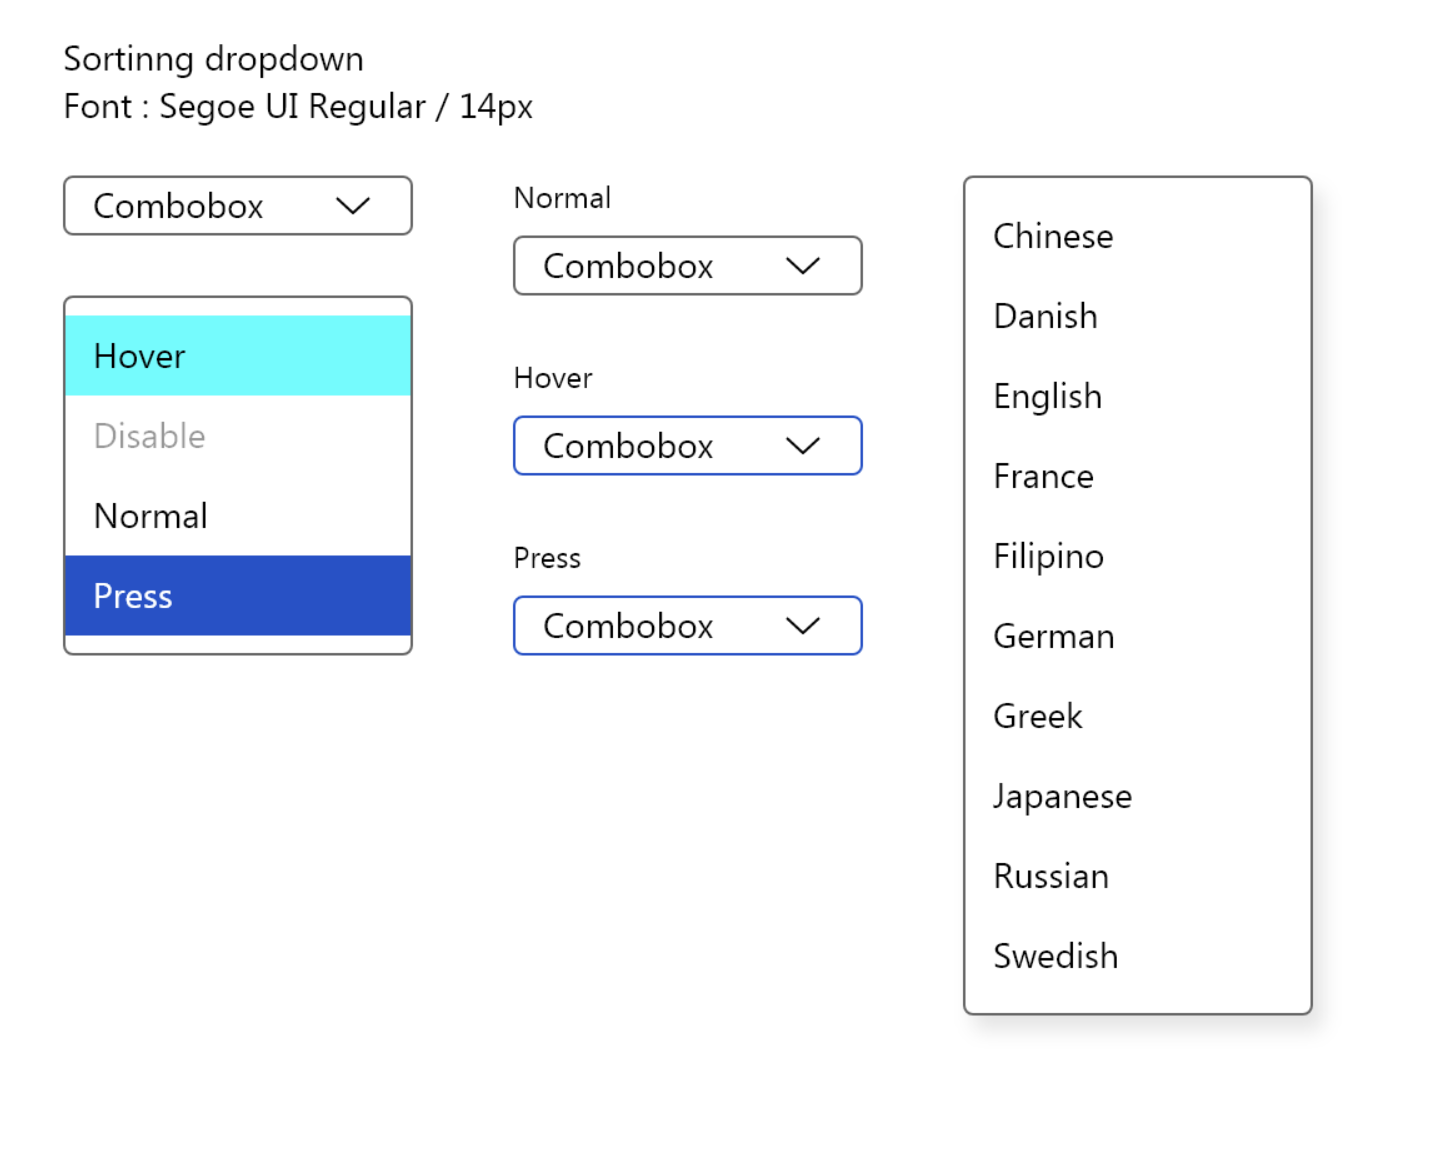 Sortinng dropdown
Font : Segoe UI Regular / 14px
Combobox
Hover
Disable
Normal
Press
Normal
Combobox
Hover
Combobox
Press
Combobox
Chinese
Danish
English
France
Filipino
German
Greek
Japanese
Russian
Swedish